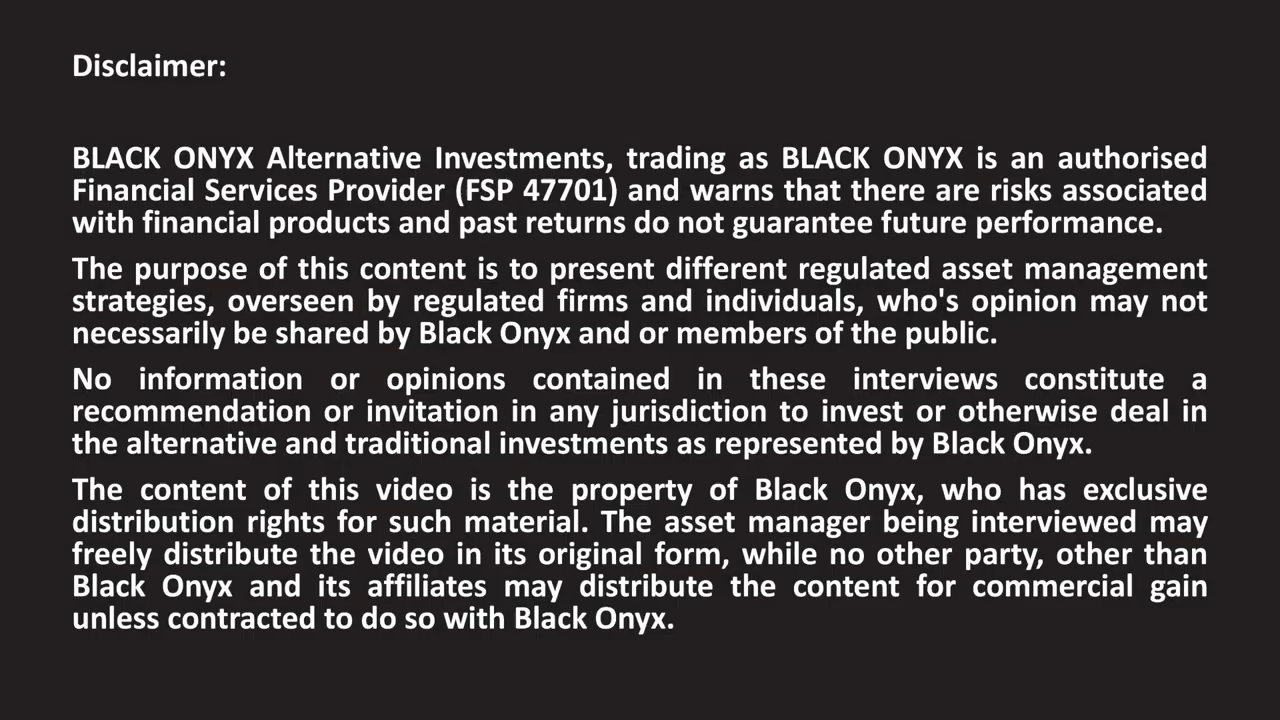 Disclaimer:
BLACK ONYX Alternative Investments, trading as BLACK ONYX is an authorised
Financial Services Provider (FSP 47701) and warns that there are risks associated
with financial products and past returns do not guarantee future performance.
The purpose of this content is to present different regulated asset management
strategies, overseen by regulated firms and individuals, who's opinion may not
necessarily be shared by Black Onyx and or members of the public.
No information or opinions contained in these interviews constitute a
recommendation or invitation in any jurisdiction to invest or otherwise deal in
the alternative and traditional investments as represented by Black Onyx.
The content of this video is the property of Black Onyx, who has exclusive
distribution rights for such material. The asset manager being interviewed may
freely distribute the video in its original form, while no other party, other than
Black Onyx and its affiliates may distribute the content for commercial gain
unless contracted to do so with Black Onyx.